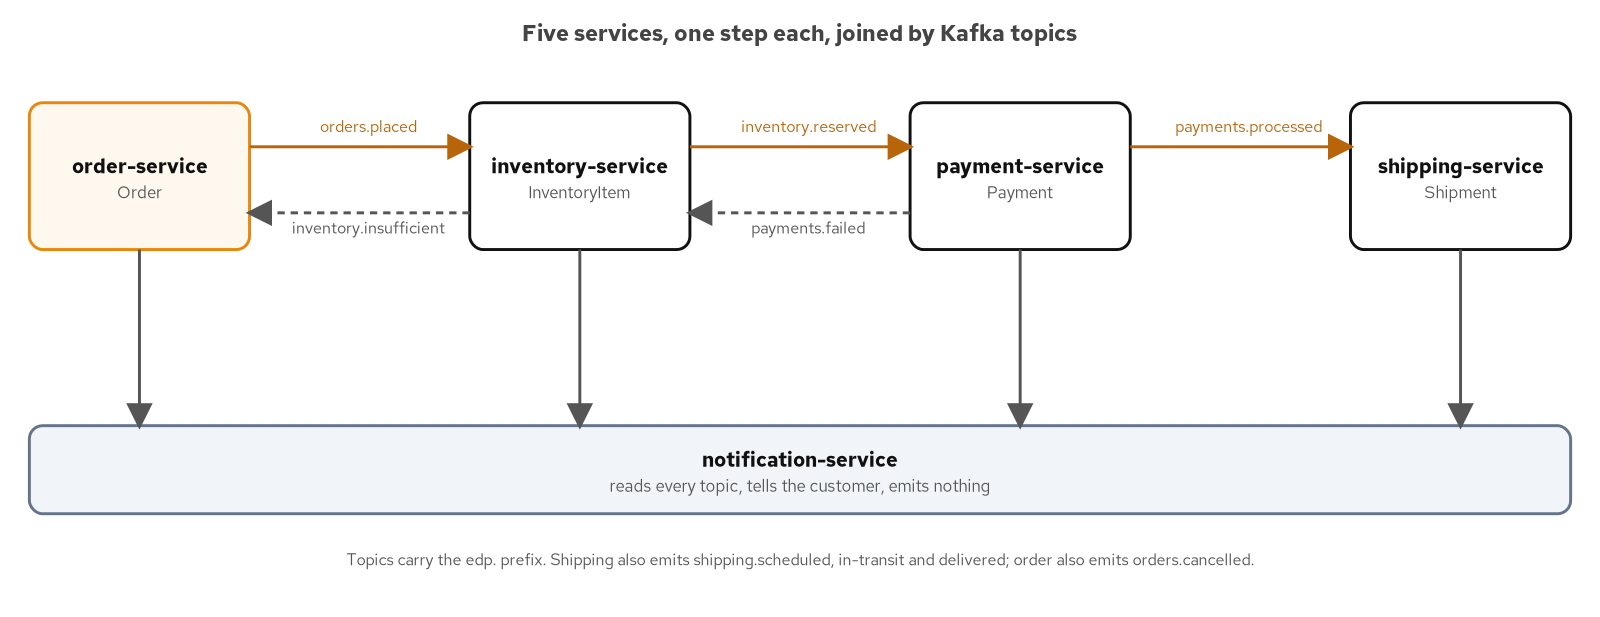 Five services, one step each, joined by Kafka topics
orders.placed
inventory.reserved
payments.processed
order-service
Order
inventory-service
InventoryItem
payment-service
Payment
shipping-service
Shipment
inventory.insufficient
payments.failed
notification-service
reads every topic, tells the customer, emits nothing
Topics carry the edp. prefix. Shipping also emits shipping.scheduled, in-transit and delivered; order also emits orders.cancelled.